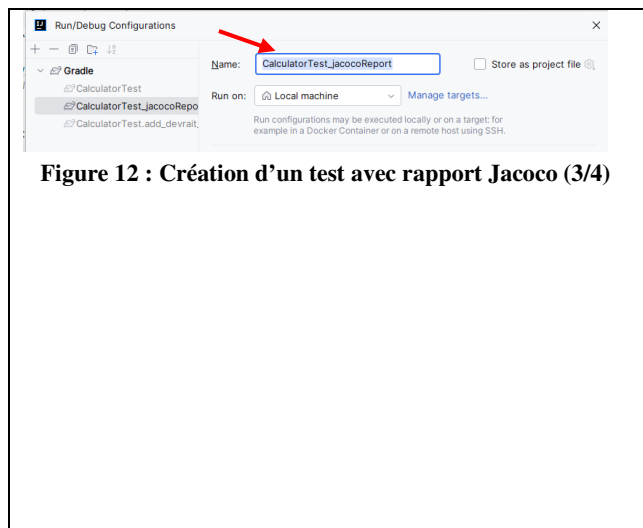 Run/Debug Configurations
Gradle
CalculatorTest
CalculatorTest_jacocoRepo
CalculatorTest.add_devrait_
Name: CalculatorTest_jacocoReport Store as project file
Run on: Local machine Manage targets...
Run configurations may be executed locally or on a target: for
example in a Docker Container or on a remote host using SSH.
Figure 12 : Création d'un test avec rapport Jacoco (3/4)